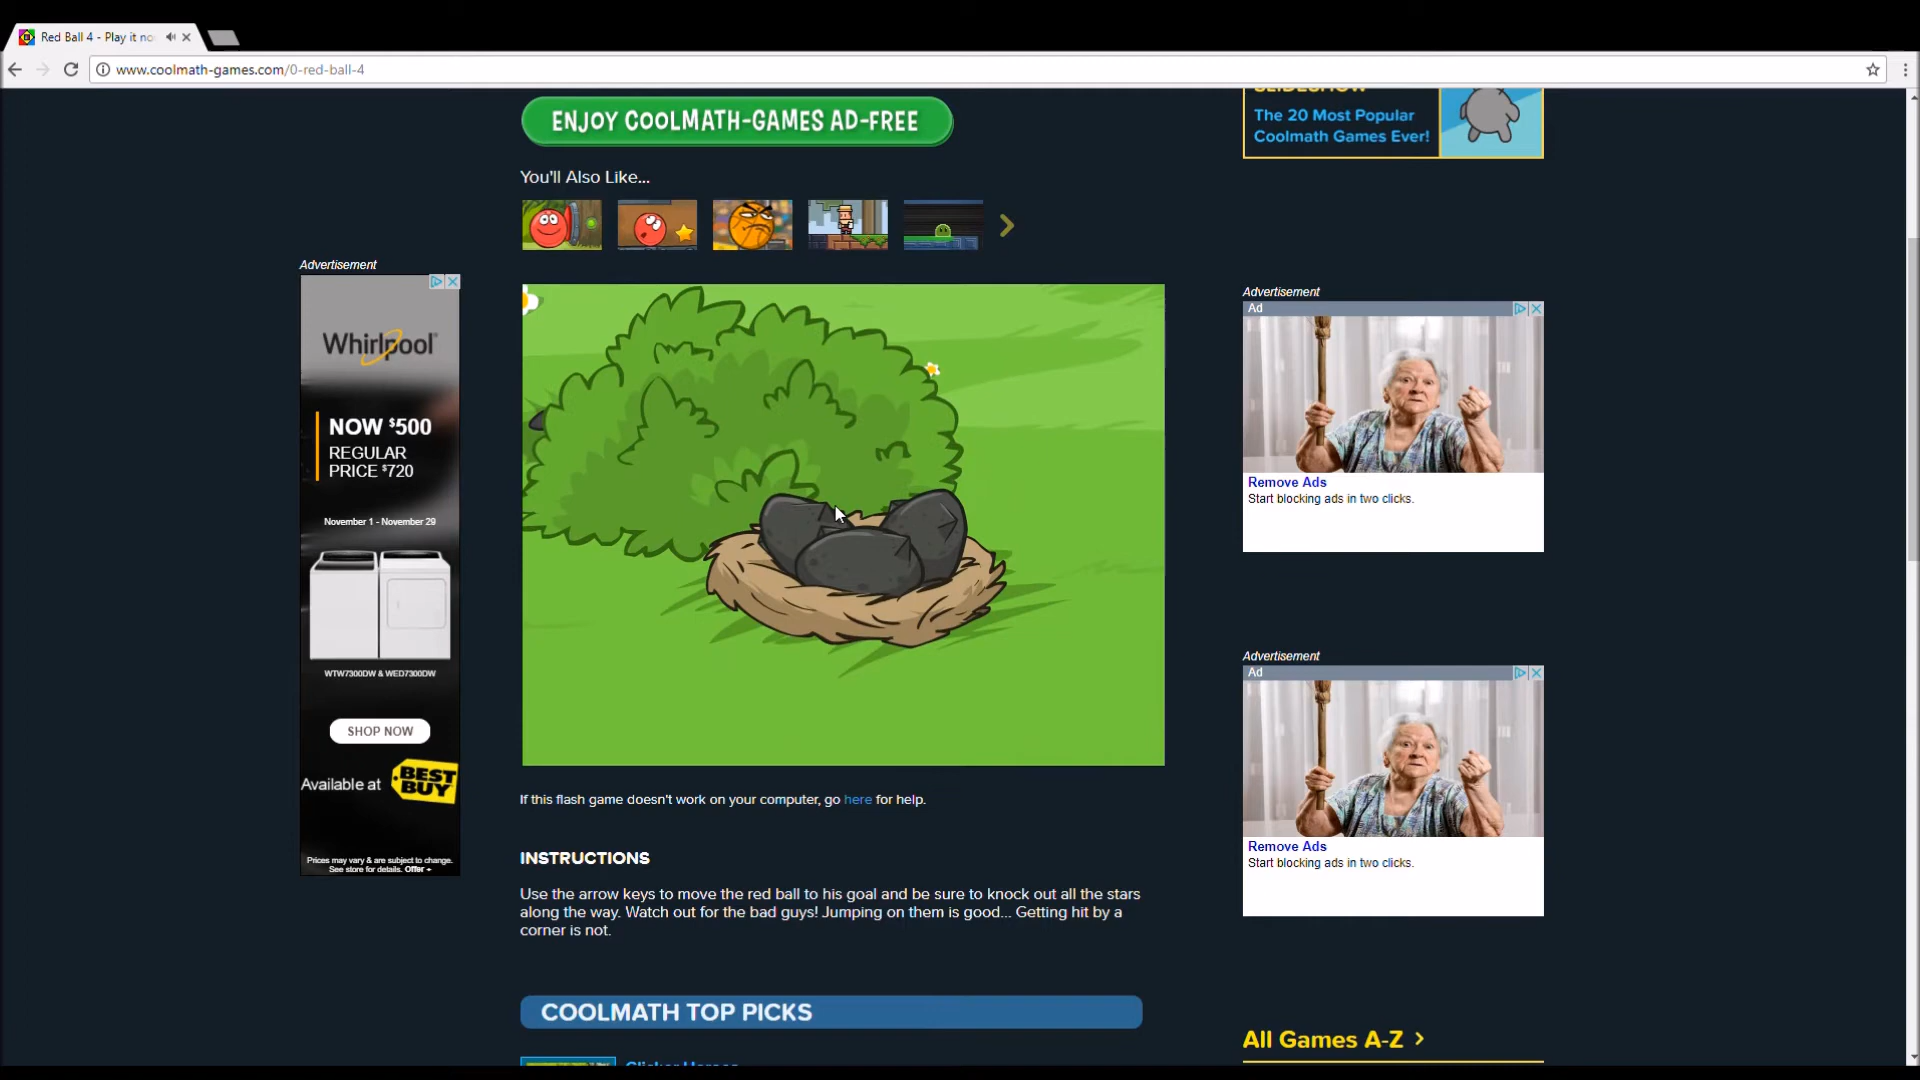 Red Ball 4 - Play it no
www.coolmath-games.com/0-red-ball-4
ENJOY COOLMATH-GAMES AD-FREE
SLIDESHOW
The 20 Most Popular
Coolmath Games Ever!
You'll Also Like...
Advertisement
Whirlpool
NOW $500
REGULAR
PRICE $720
November 1 - November 29
WTW7300DW & WED7300DW
SHOP NOW
Available at BEST BUY
Prices may vary & are subject to change.
See store for details. Offer +
Advertisement
Ad
Remove Ads
Start blocking ads in two clicks.
Advertisement
Ad
Remove Ads
Start blocking ads in two clicks.
If this flash game doesn't work on your computer, go here for help.
INSTRUCTIONS
Use the arrow keys to move the red ball to his goal and be sure to knock out all the stars
along the way. Watch out for the bad guys! Jumping on them is good... Getting hit by a
corner is not.
COOLMATH TOP PICKS
Clicker Heroes
All Games A-Z >